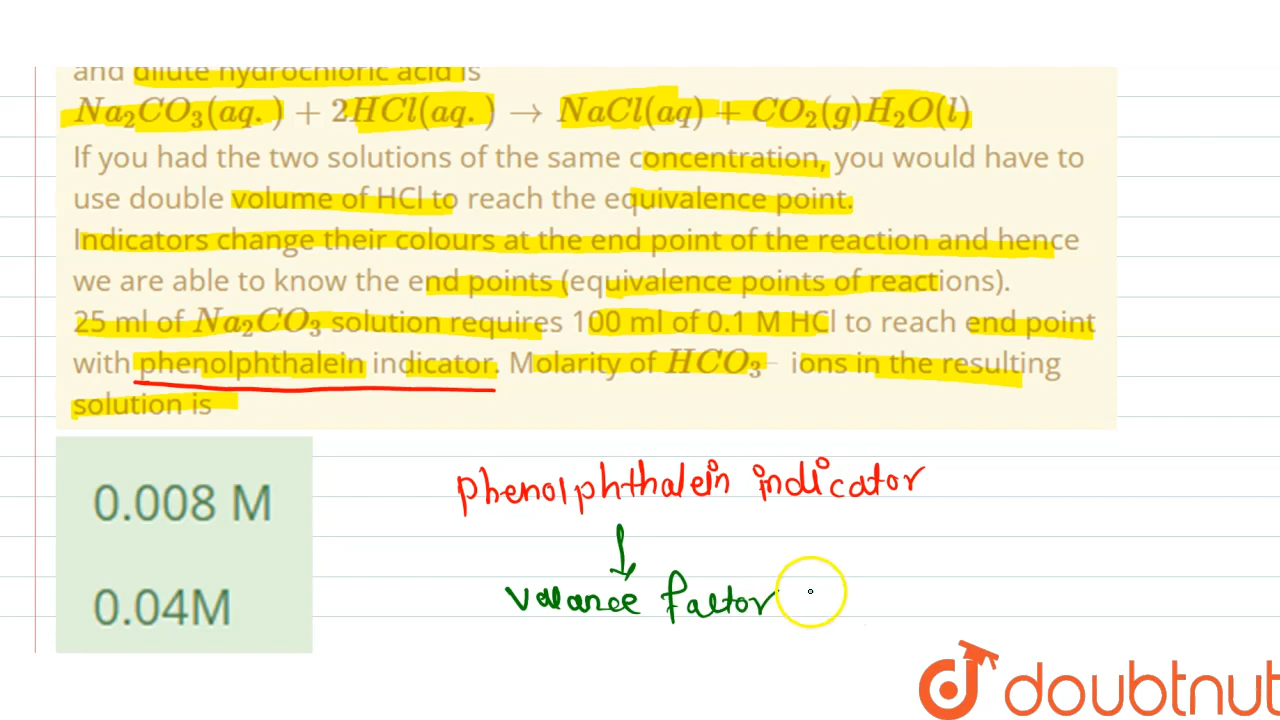 and dilute hydrochloric acid is
Na₂CO₃(aq.) + 2HCl(aq.) → NaCl(aq) + CO₂(g)H₂O(l)
If you had the two solutions of the same concentration, you would have to
use double volume of HCl to reach the equivalence point.
Indicators change their colours at the end point of the reaction and hence
we are able to know the end points (equivalence points of reactions).
25 ml of Na₂CO₃ solution requires 100 ml of 0.1 M HCl to reach end point
with phenolphthalein indicator. Molarity of HCO₃– ions in the resulting
solution is
0.008 M
0.04M
Phenolphthalein indicator
↓
valance factor
doubtnut